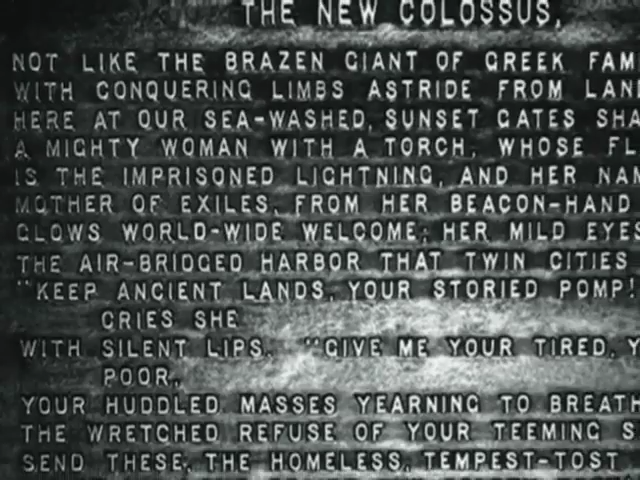 THE NEW COLOSSUS,
NOT LIKE THE BRAZEN GIANT OF GREEK FAM
WITH CONQUERING LIMBS ASTRIDE FROM LAN
HERE AT OUR SEA-WASHED, SUNSET GATES SHA
A MIGHTY WOMAN WITH A TORCH, WHOSE FL
IS THE IMPRISONED LIGHTNING, AND HER NAM
MOTHER OF EXILES. FROM HER BEACON-HAND
GLOWS WORLD-WIDE WELCOME; HER MILD EYES
THE AIR-BRIDGED HARBOR THAT TWIN CITIES
"KEEP ANCIENT LANDS, YOUR STORIED POMP!
CRIES SHE
WITH SILENT LIPS. "GIVE ME YOUR TIRED, Y
POOR,
YOUR HUDDLED MASSES YEARNING TO BREATH
THE WRETCHED REFUSE OF YOUR TEEMING S
SEND THESE, THE HOMELESS, TEMPEST-TOST